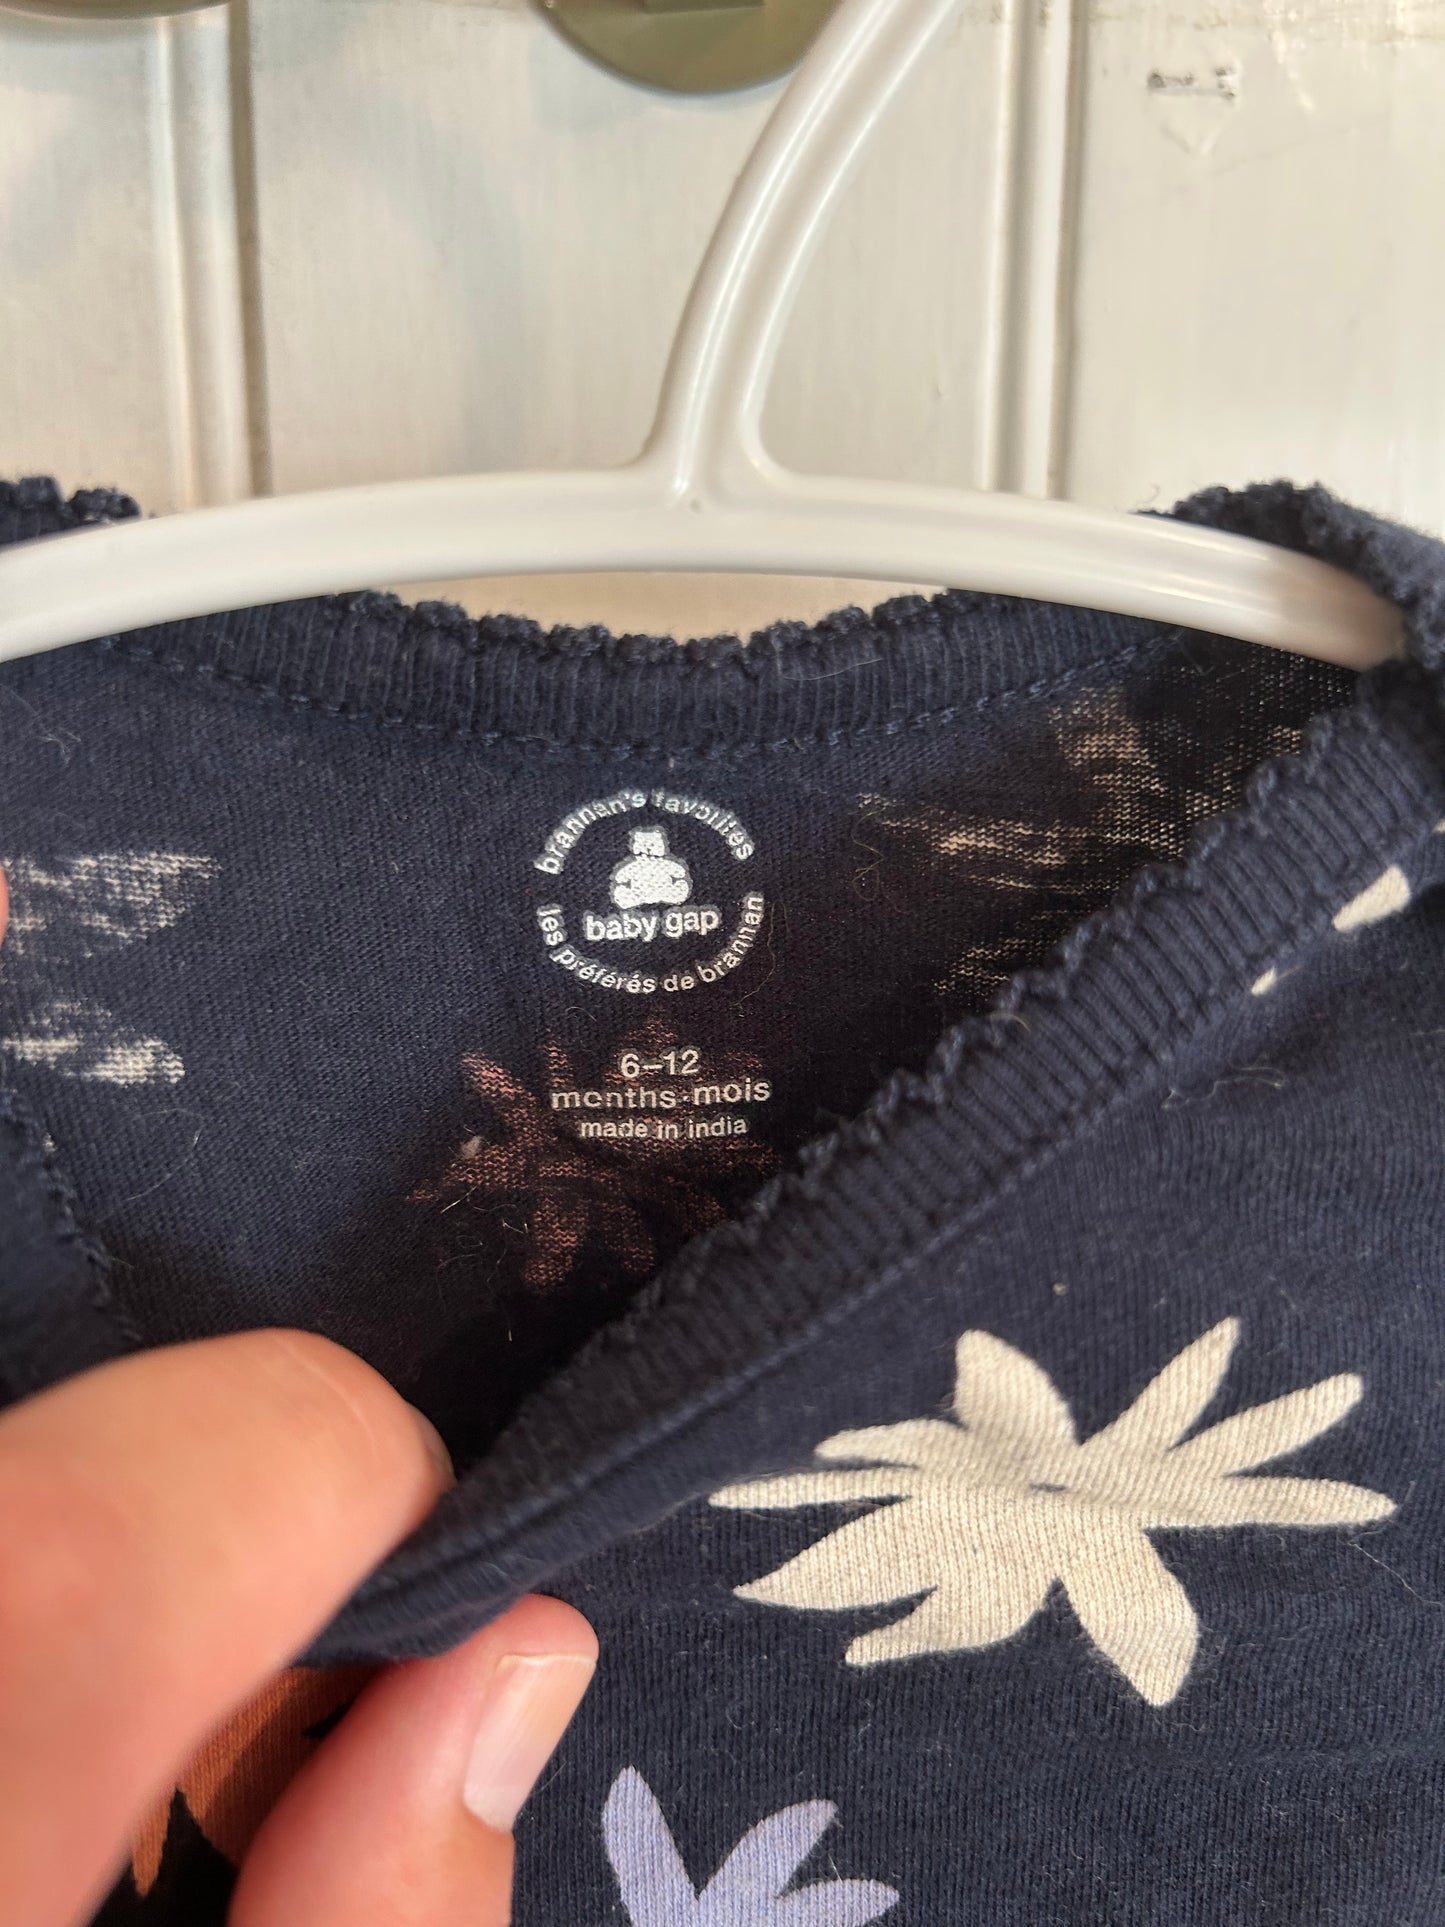 brannan's favorites
baby gap
les préférés de brannan
6–12
months·mois
made in india